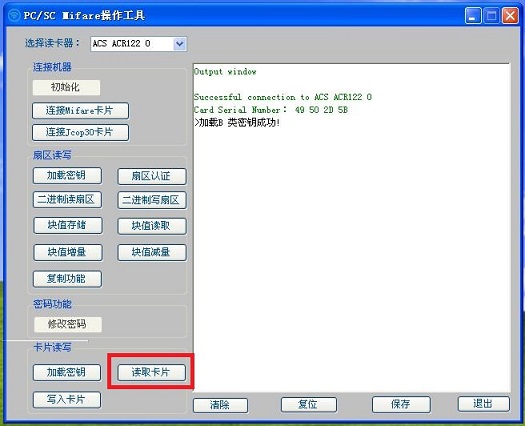 PC/SC Mifare操作工具
选择读卡器： ACS ACR122 0
连接机器
初始化
连接Mifare卡片
连接Jcop30卡片
扇区读写
加载密钥 扇区认证
二进制读扇区 二进制写扇区
块值存储 块值读取
块值增量 块值减量
复制功能
密码功能
修改密码
卡片读写
加载密钥 读取卡片
写入卡片
Output window
Successful connection to ACS ACR122 0
Card Serial Number: 49 50 2D 5B
>加载B 类密钥成功!
清除 复位 保存 退出